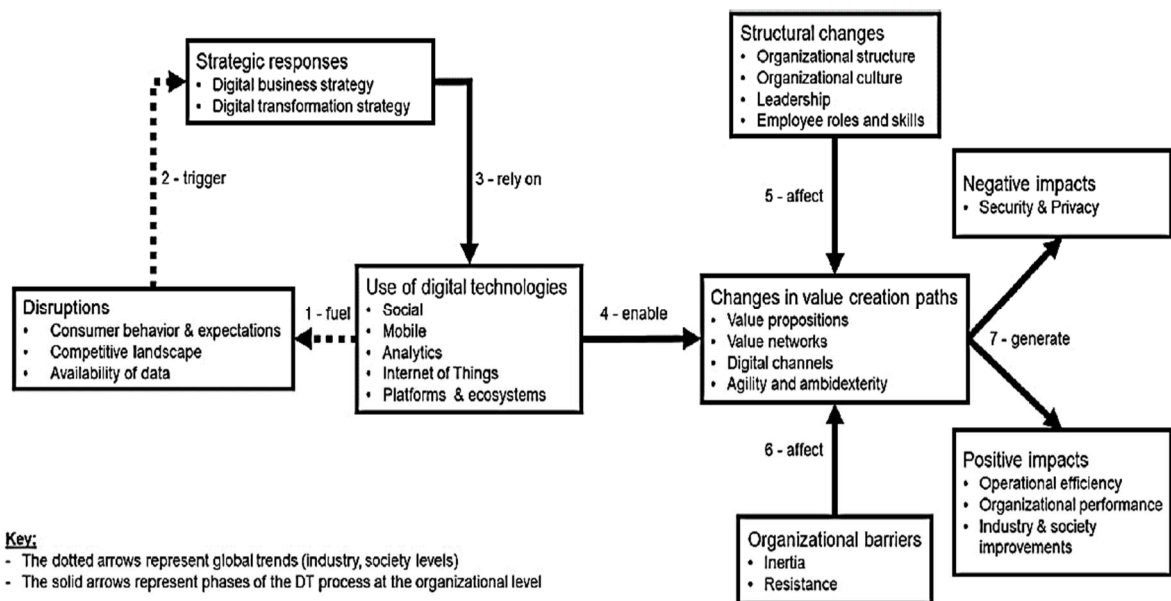 Strategic responses
• Digital business strategy
• Digital transformation strategy
2 - trigger
3 - rely on
Disruptions
• Consumer behavior & expectations
• Competitive landscape
• Availability of data
1 - fuel
Use of digital technologies
• Social
• Mobile
• Analytics
• Internet of Things
• Platforms & ecosystems
4 - enable
Structural changes
• Organizational structure
• Organizational culture
• Leadership
• Employee roles and skills
5 - affect
Changes in value creation paths
• Value propositions
• Value networks
• Digital channels
• Agility and ambidexterity
6 - affect
Organizational barriers
• Inertia
• Resistance
7 - generate
Negative impacts
• Security & Privacy
Positive impacts
• Operational efficiency
• Organizational performance
• Industry & society
improvements
Key:
- The dotted arrows represent global trends (industry, society levels)
- The solid arrows represent phases of the DT process at the organizational level